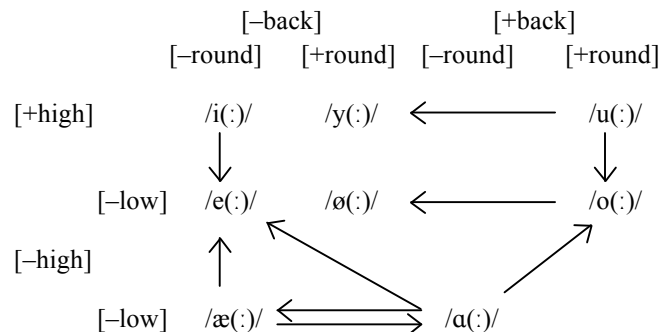 [–back] [+back]
[–round] [+round] [–round] [+round]
[+high] /i(ː)/ /y(ː)/ /u(ː)/
[–low] /e(ː)/ /ø(ː)/ /o(ː)/
[–high]
[–low] /æ(ː)/ /ɑ(ː)/